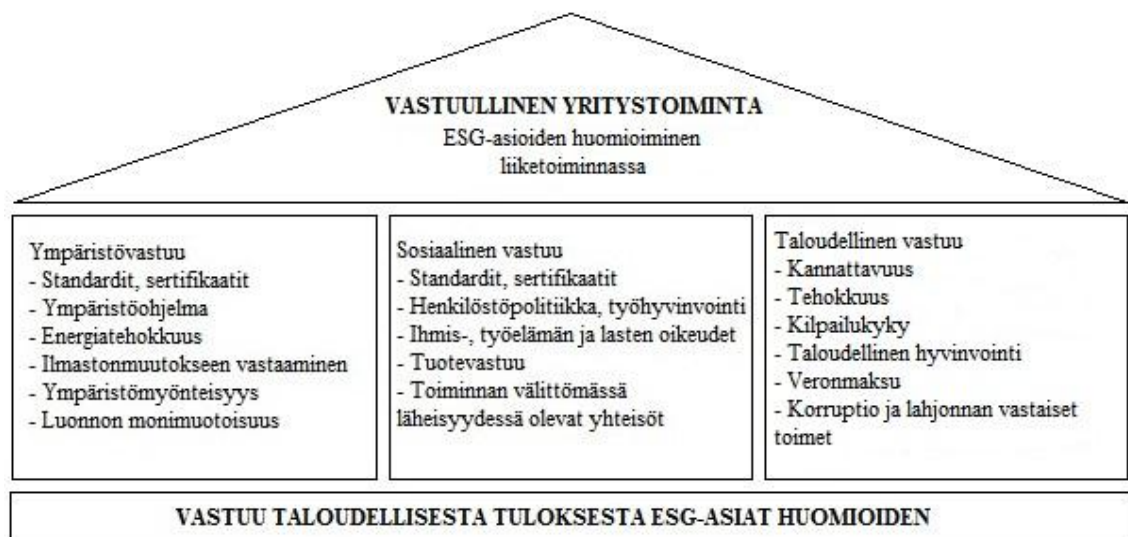 VASTUULLINEN YRITYSTOIMINTA
ESG-asioiden huomioiminen
liiketoiminnassa
Ympäristövastuu
- Standardit, sertifikaatit
- Ympäristöohjelma
- Energiatehokkuus
- Ilmastonmuutokseen vastaaminen
- Ympäristömyönteisyys
- Luonnon monimuotoisuus
Sosiaalinen vastuu
- Standardit, sertifikaatit
- Henkilöstöpolitiikka, työhyvinvointi
- Ihmis-, työelämän ja lasten oikeudet
- Tuotevastuu
- Toiminnan välittömässä
läheisyydessä olevat yhteisöt
Taloudellinen vastuu
- Kannattavuus
- Tehokkuus
- Kilpailukyky
- Taloudellinen hyvinvointi
- Veronmaksu
- Korruptio ja lahjonnan vastaiset
toimet
VASTUU TALOUDELLISESTA TULOKSESTA ESG-ASIAT HUOMIOIDEN